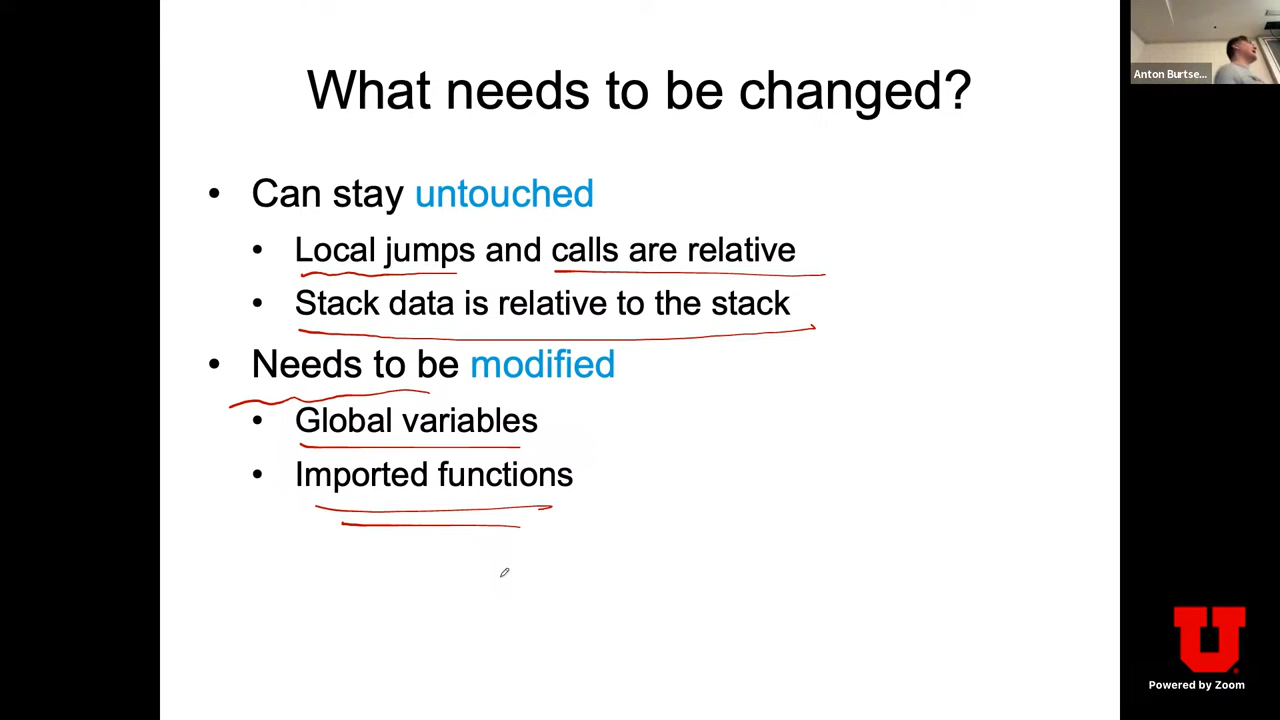 What needs to be changed?
• Can stay untouched
• Local jumps and calls are relative
• Stack data is relative to the stack
• Needs to be modified
• Global variables
• Imported functions
Anton Burtse...
U
Powered by Zoom